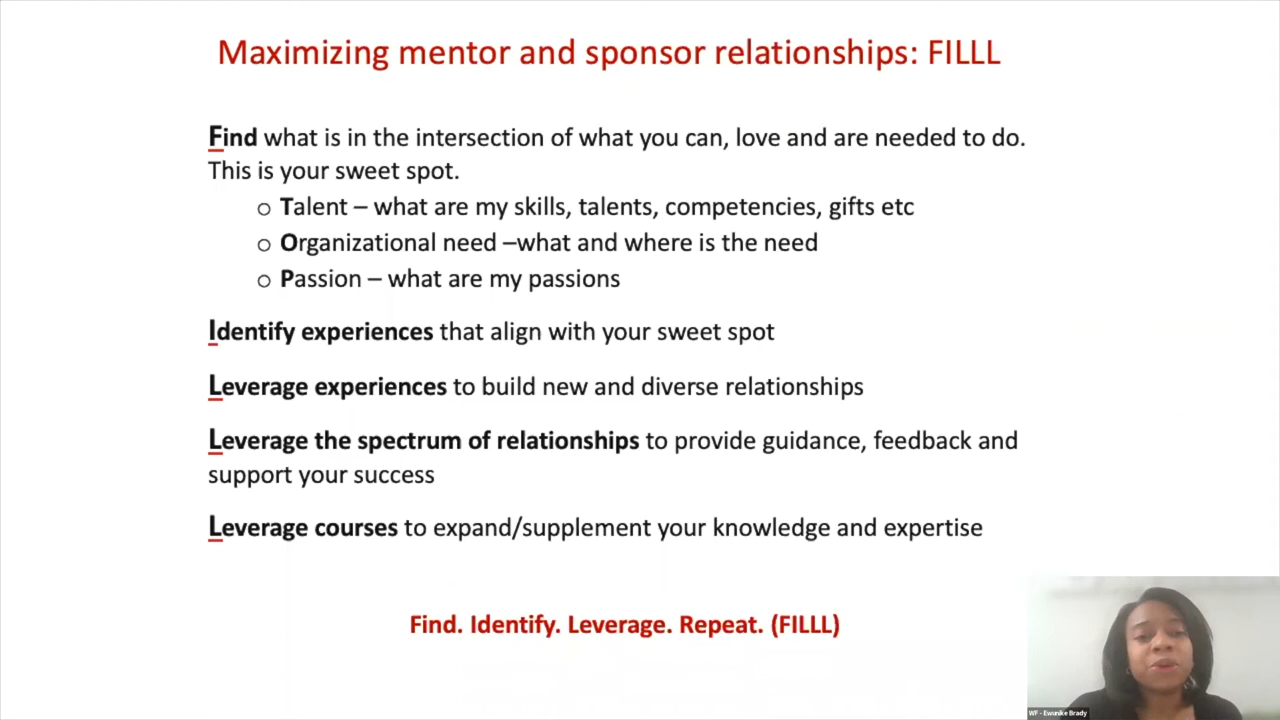 Maximizing mentor and sponsor relationships: FILLL
Find what is in the intersection of what you can, love and are needed to do.
This is your sweet spot.
o Talent – what are my skills, talents, competencies, gifts etc
o Organizational need –what and where is the need
o Passion – what are my passions
Identify experiences that align with your sweet spot
Leverage experiences to build new and diverse relationships
Leverage the spectrum of relationships to provide guidance, feedback and
support your success
Leverage courses to expand/supplement your knowledge and expertise
Find. Identify. Leverage. Repeat. (FILLL)
WF - Ewunike Brady